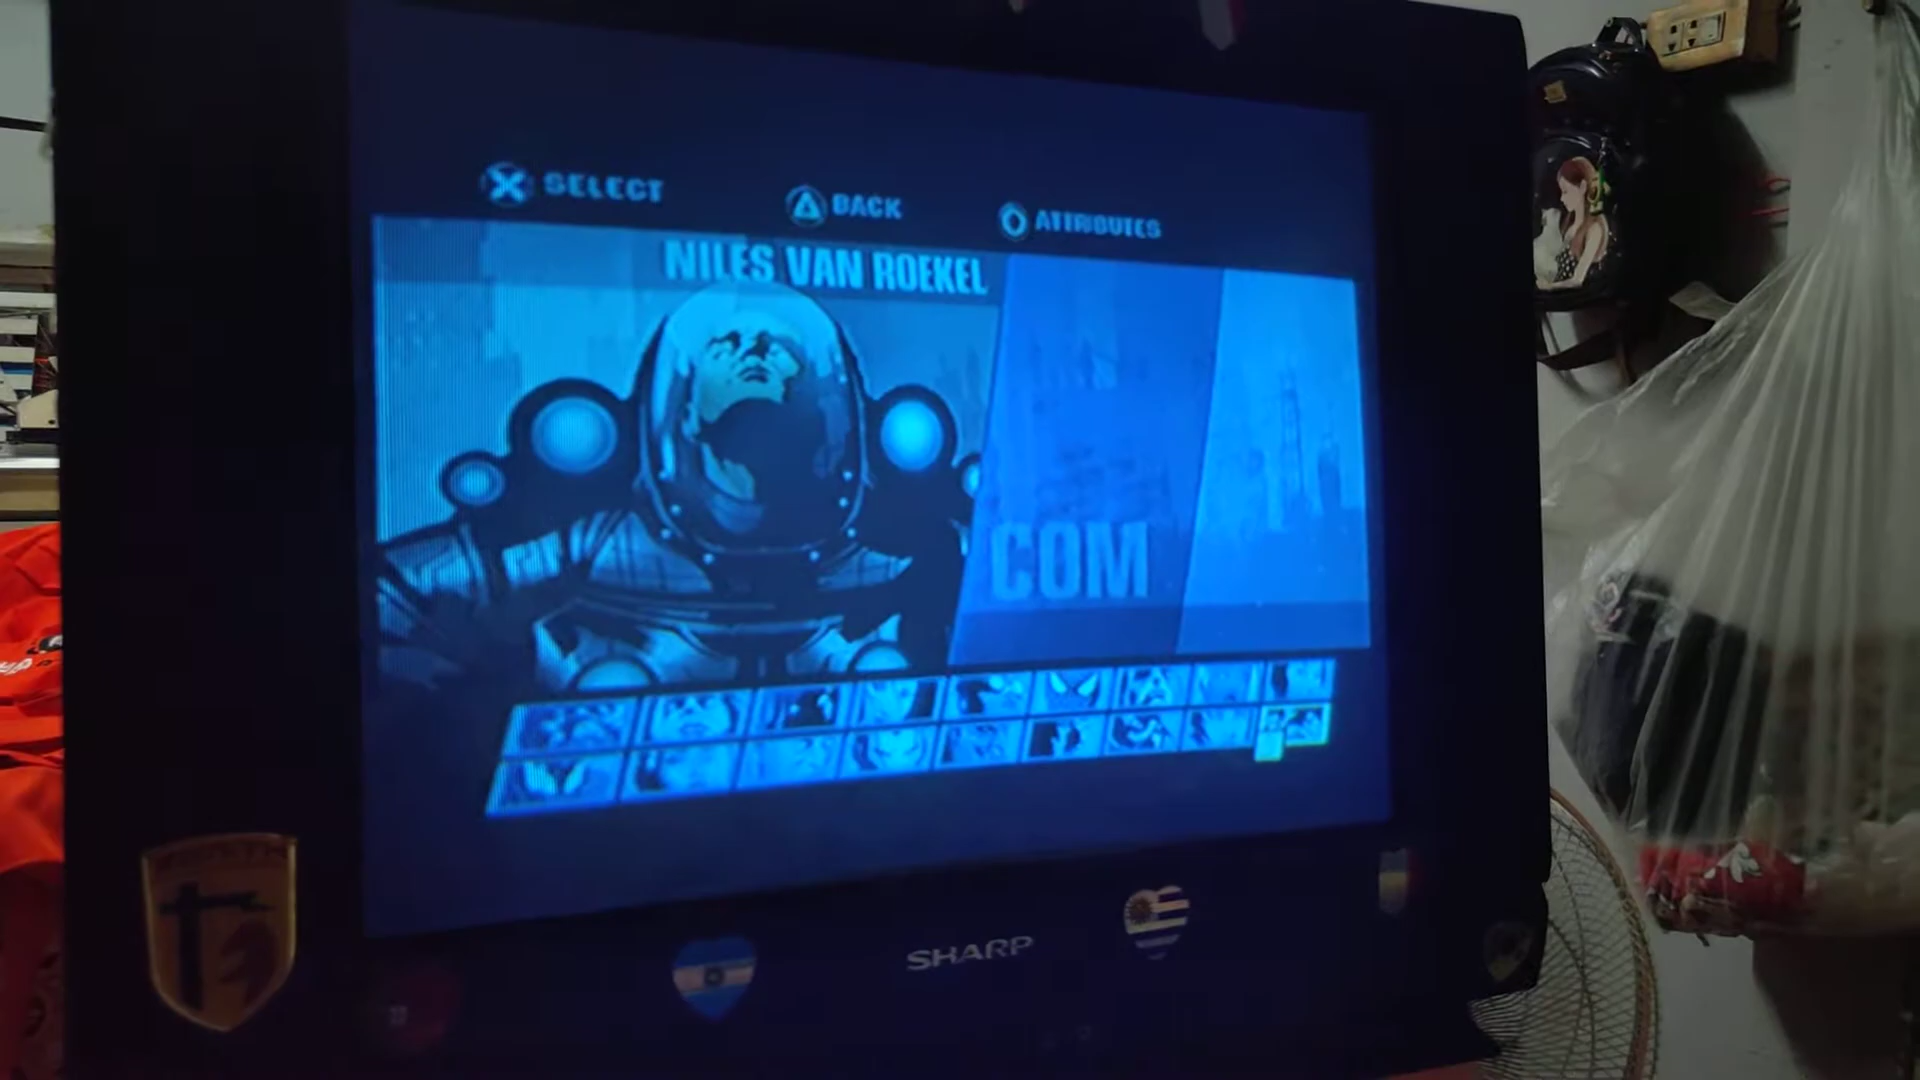 SELECT
BACK
ATTRIBUTES
NILES VAN ROEKEL
COM
SHARP